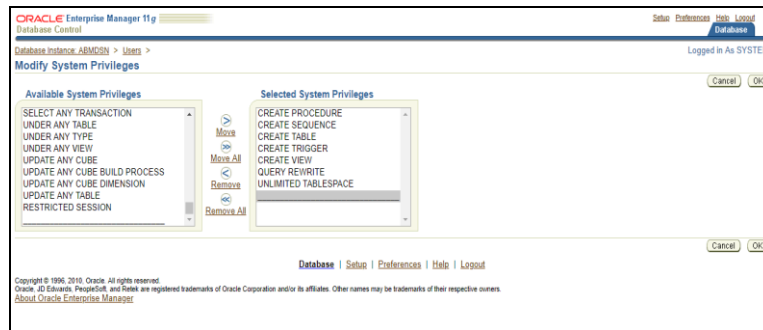 ORACLE Enterprise Manager 11g
Database Control
Setup Preferences Help Logout
Database
Database Instance: ABMDSN > Users >
Logged in As SYSTE
Modify System Privileges
Cancel OK
Available System Privileges
SELECT ANY TRANSACTION
UNDER ANY TABLE
UNDER ANY TYPE
UNDER ANY VIEW
UPDATE ANY CUBE
UPDATE ANY CUBE BUILD PROCESS
UPDATE ANY CUBE DIMENSION
UPDATE ANY TABLE
RESTRICTED SESSION
Move
Move All
Remove
Remove All
Selected System Privileges
CREATE PROCEDURE
CREATE SEQUENCE
CREATE TABLE
CREATE TRIGGER
CREATE VIEW
QUERY REWRITE
UNLIMITED TABLESPACE
Cancel OK
Database | Setup | Preferences | Help | Logout
Copyright © 1996, 2010, Oracle. All rights reserved.
Oracle, JD Edwards, PeopleSoft, and Retek are registered trademarks of Oracle Corporation and/or its affiliates. Other names may be trademarks of their respective owners.
About Oracle Enterprise Manager